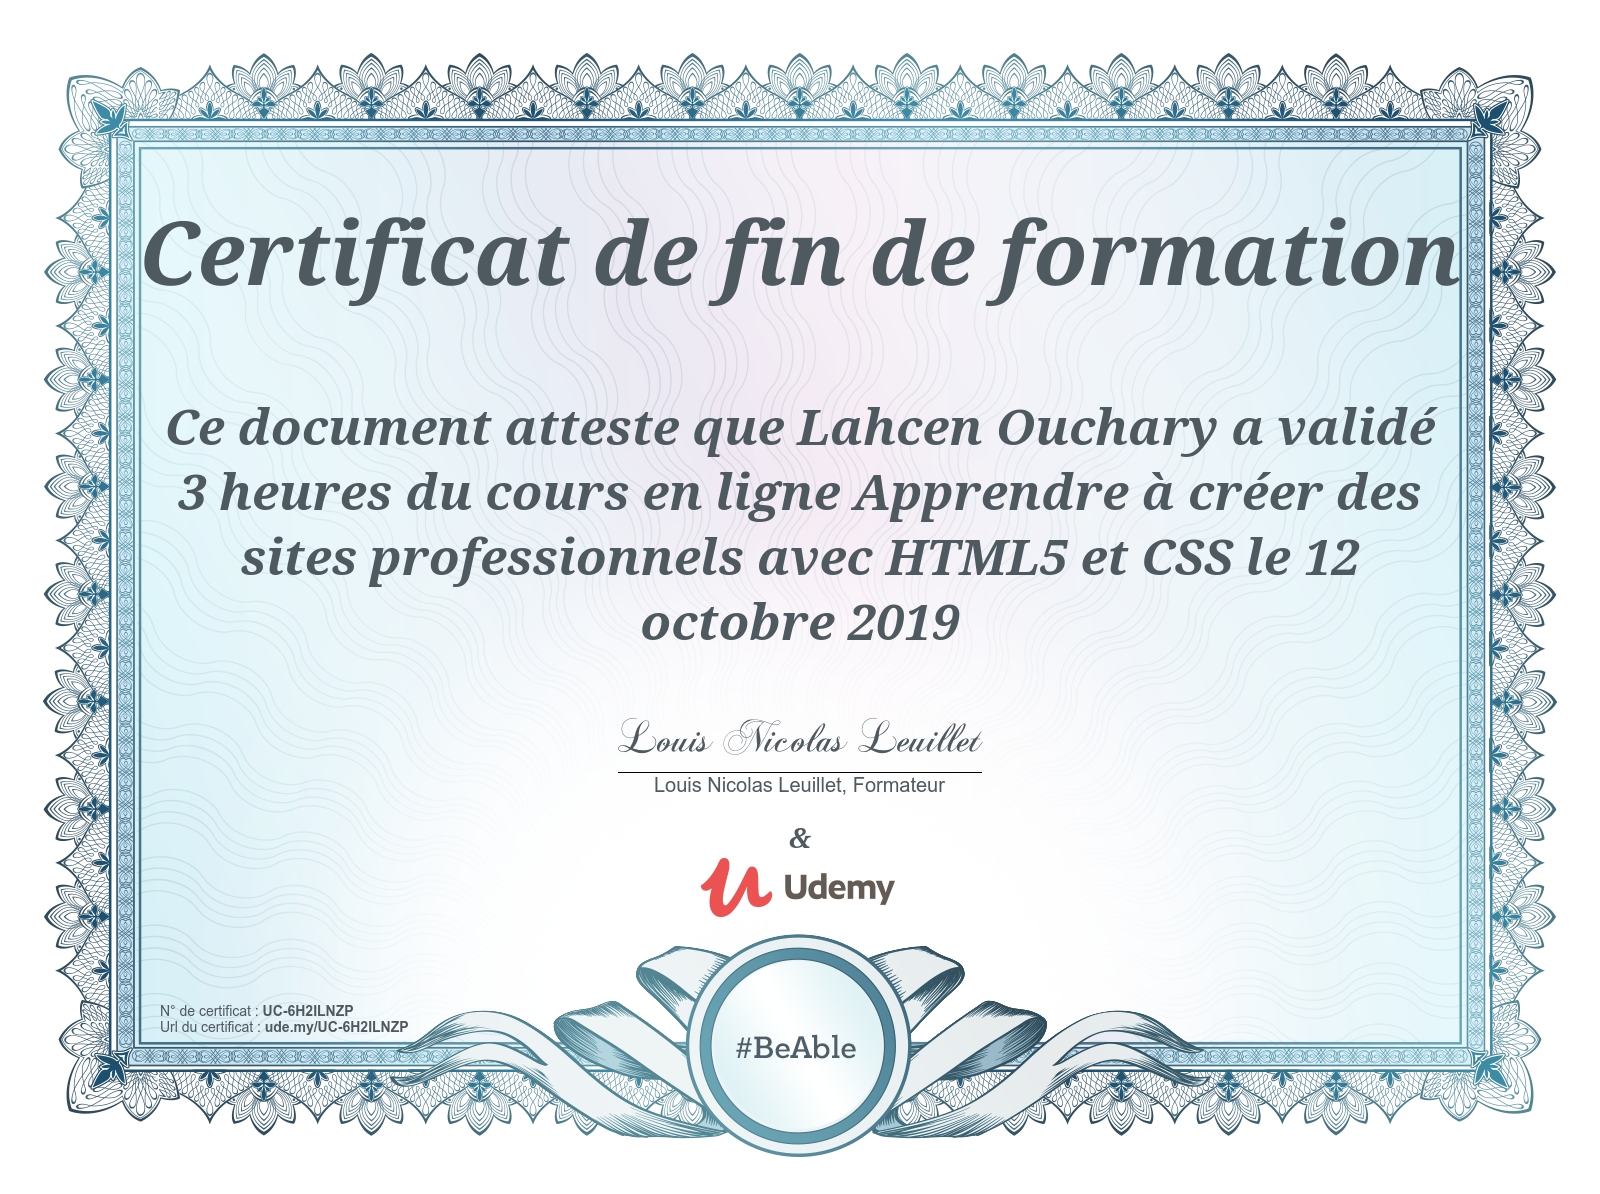 Certificat de fin de formation
Ce document atteste que Lahcen Ouchary a validé
3 heures du cours en ligne Apprendre à créer des
sites professionnels avec HTML5 et CSS le 12
octobre 2019
Louis Nicolas Leuillet
Louis Nicolas Leuillet, Formateur
&
Udemy
N° de certificat : UC-6H2ILNZP
Url du certificat : ude.my/UC-6H2ILNZP
#BeAble